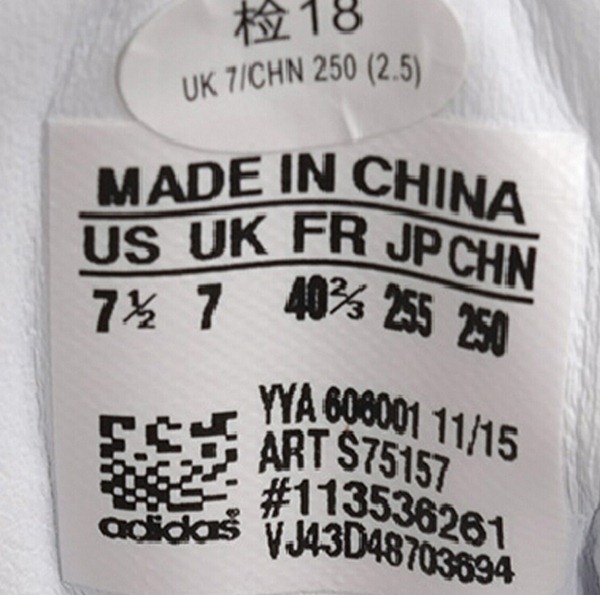 检18
UK 7/CHN 250 (2.5)
MADE IN CHINA
US UK FR JP CHN
7½ 7 40⅔ 255 250
YYA 606001 11/15
ART S75157
#113536261
VJ43D48703694
adidas®